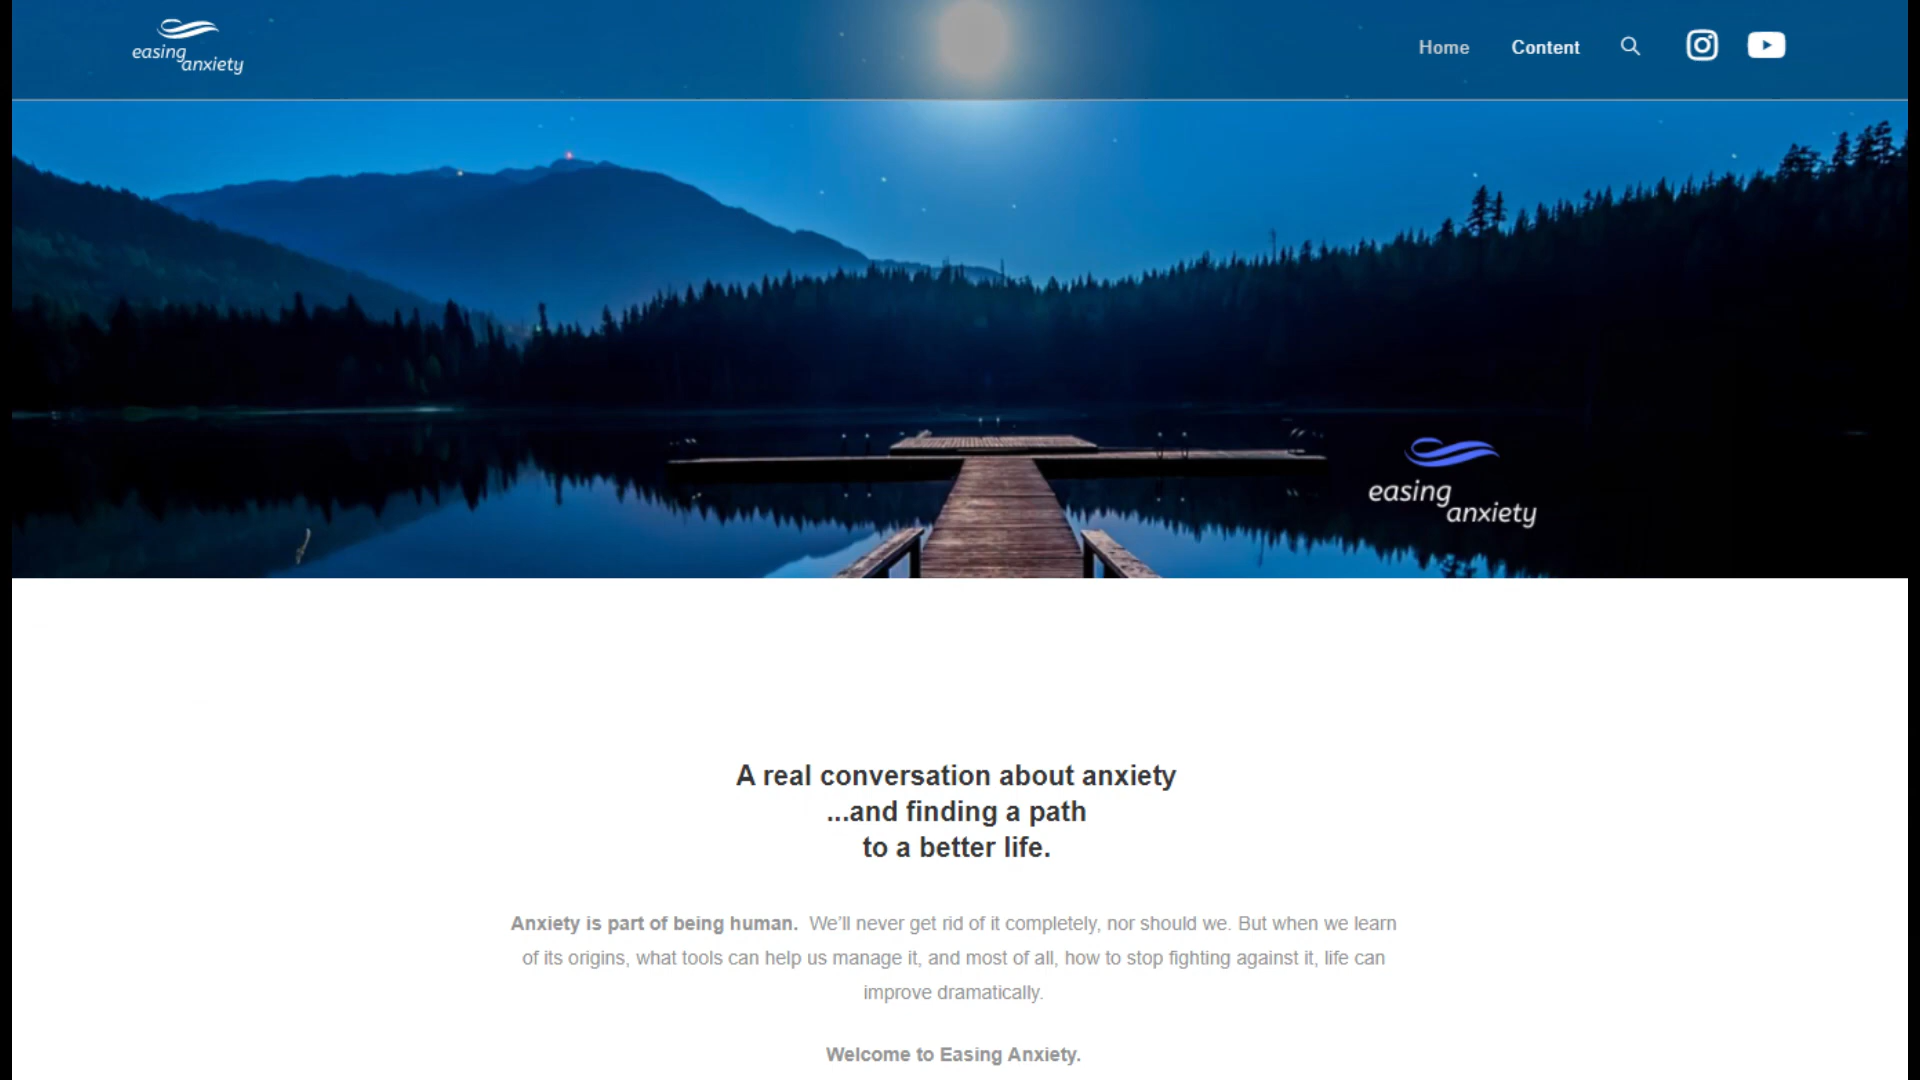 easing
anxiety
Home
Content
easing
anxiety
A real conversation about anxiety
...and finding a path
to a better life.
Anxiety is part of being human. We'll never get rid of it completely, nor should we. But when we learn
of its origins, what tools can help us manage it, and most of all, how to stop fighting against it, life can
improve dramatically.
Welcome to Easing Anxiety.